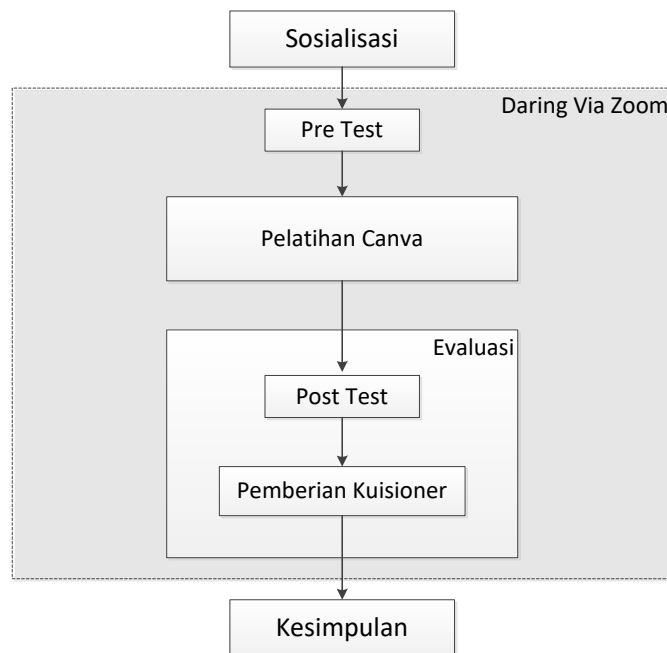 Sosialisasi
Daring Via Zoom
Pre Test
Pelatihan Canva
Evaluasi
Post Test
Pemberian Kuisioner
Kesimpulan